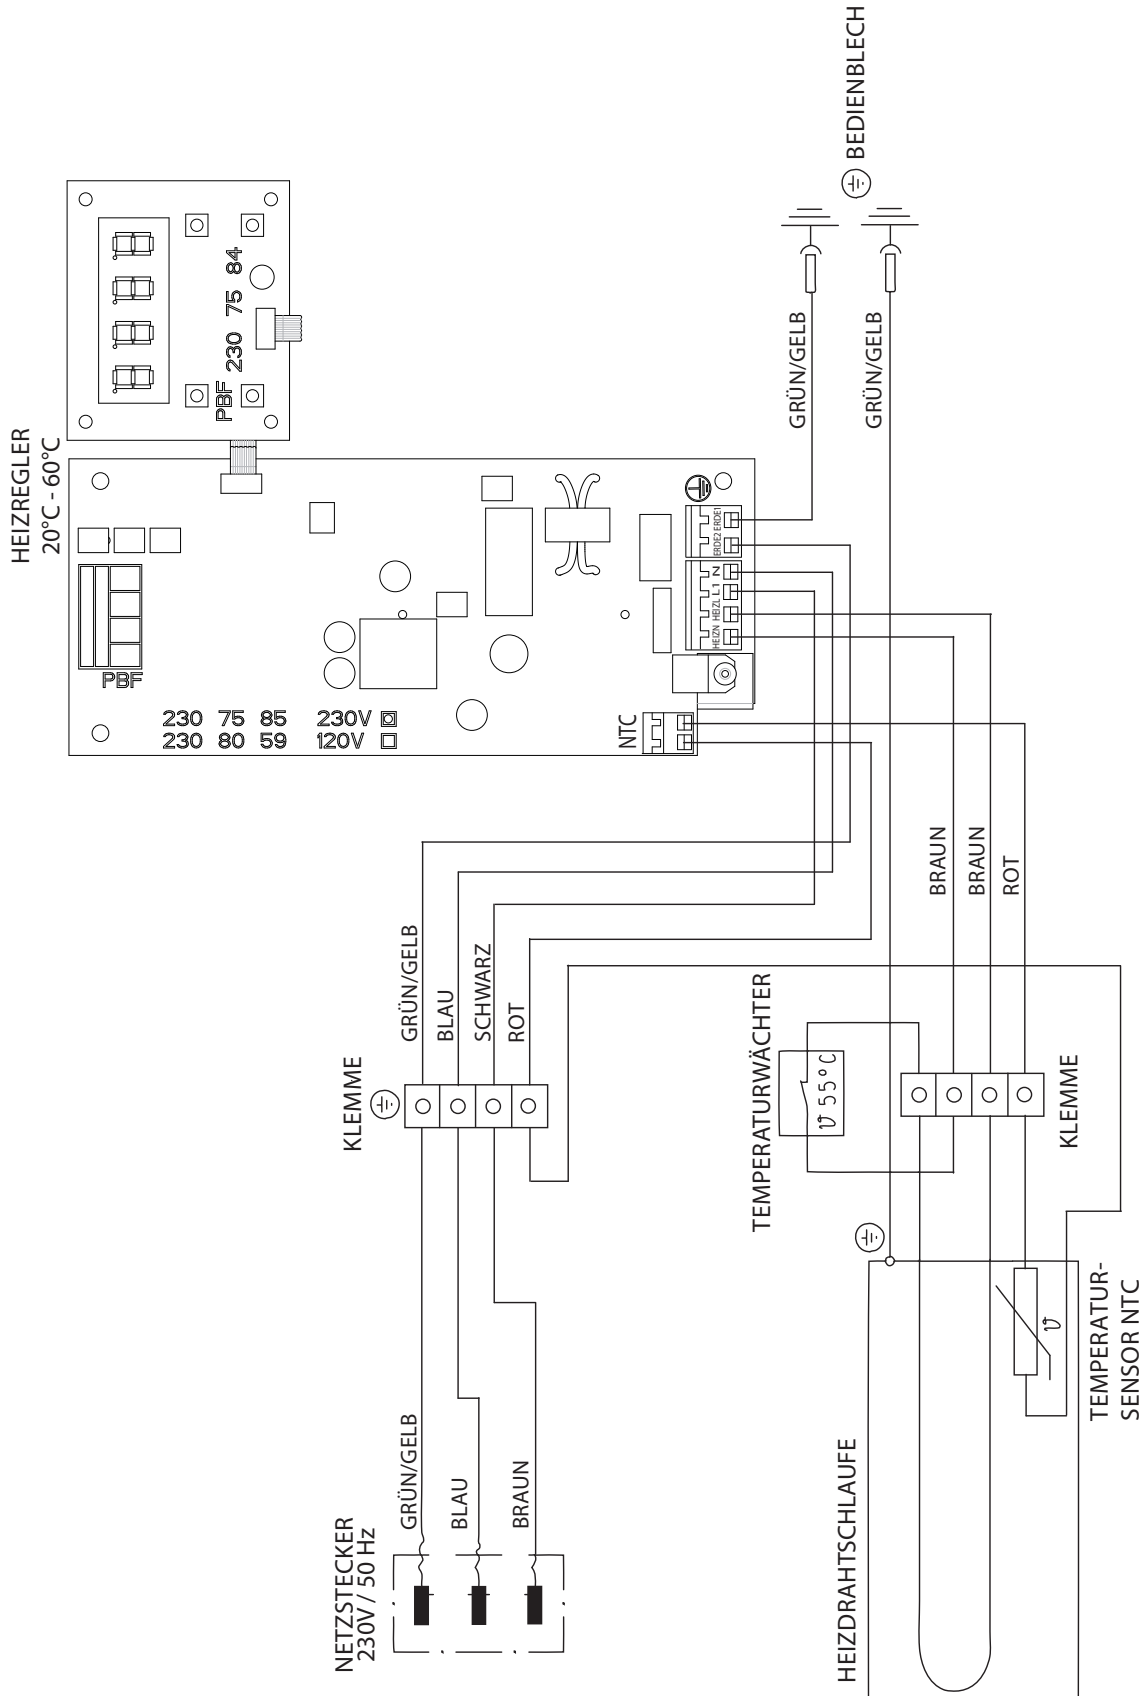 HEIZREGLER
20°C - 60°C
PBF
230 75 84
PBF
230 75 85 230V
230 80 59 120V
NTC
HEIZN
HEIZL
L1
N
ERDE2
ERDE1
GRÜN/GELB
GRÜN/GELB
BEDIENBLECH
GRÜN/GELB
BLAU
SCHWARZ
ROT
KLEMME
BRAUN
BRAUN
ROT
TEMPERATURWÄCHTER
ϑ 55°C
KLEMME
NETZSTECKER
230V / 50 Hz
GRÜN/GELB
BLAU
BRAUN
HEIZDRAHTSCHLAUFE
ϑ
TEMPERATUR-
SENSOR NTC